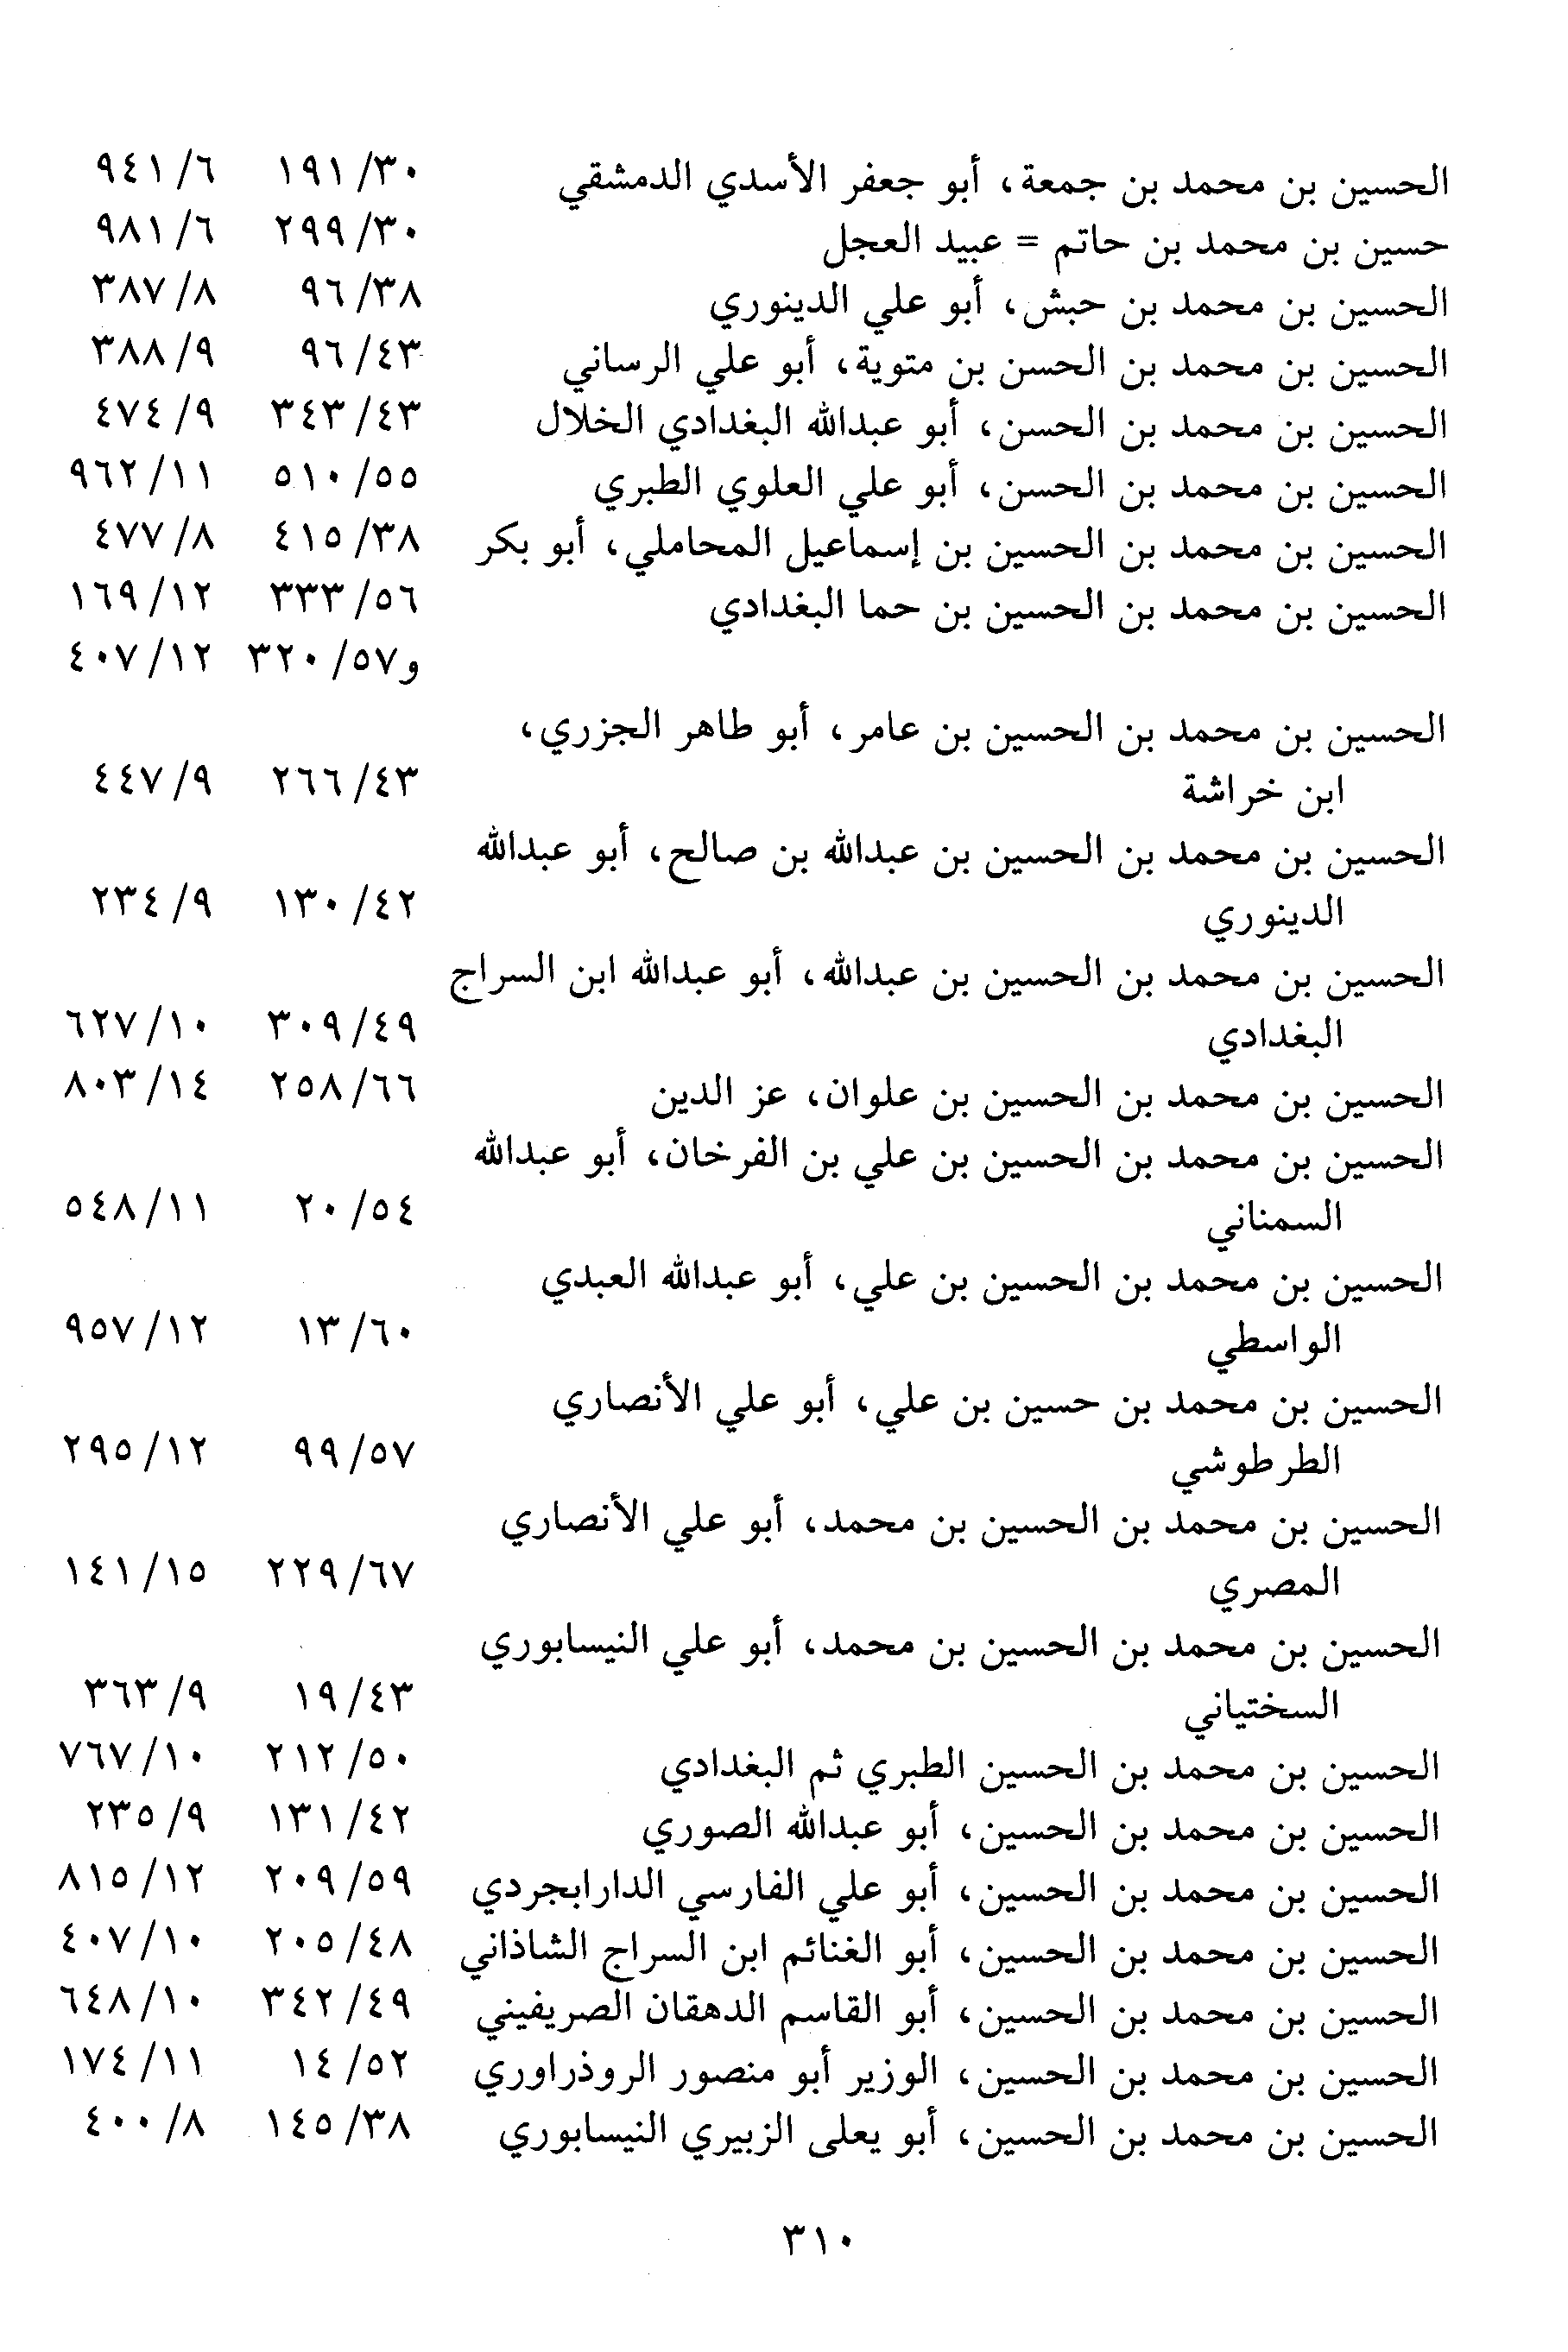 الحسين بن محمد بن جمعة، أبو جعفر الأسدي الدمشقي ٣٠/ ١٩١ ٦/ ٩٤١
حسين بن محمد بن حاتم = عبيد العجل ٣٠/ ٢٩٩ ٦/ ٩٨١
الحسين بن محمد بن حبش، أبو علي الدينوري ٣٨/ ٩٦ ٨/ ٣٨٧
الحسين بن محمد بن الحسن بن متوية، أبو علي الرساني ٤٣/ ٩٦ ٩/ ٣٨٨
الحسين بن محمد بن الحسن، أبو عبدالله البغدادي الخلال ٤٣/ ٣٤٣ ٩/ ٤٧٤
الحسين بن محمد بن الحسن، أبو علي العلوي الطبري ٥٥/ ٥١٠ ١١/ ٩٦٢
الحسين بن محمد بن الحسين بن إسماعيل المحاملي، أبو بكر ٣٨/ ٤١٥ ٨/ ٤٧٧
الحسين بن محمد بن الحسين بن حما البغدادي ٥٦/ ٣٣٣ ١٢/ ١٦٩
و٥٧/ ٣٢٠ ١٢/ ٤٠٧
الحسين بن محمد بن الحسين بن عامر، أبو طاهر الجزري،
ابن خراشة ٤٣/ ٢٦٦ ٩/ ٤٤٧
الحسين بن محمد بن الحسين بن عبدالله بن صالح، أبو عبدالله
الدينوري ٤٢/ ١٣٠ ٩/ ٢٣٤
الحسين بن محمد بن الحسين بن عبدالله، أبو عبدالله ابن السراج
البغدادي ٤٩/ ٣٠٩ ١٠/ ٦٢٧
الحسين بن محمد بن الحسين بن علوان، عز الدين ٦٦/ ٢٥٨ ١٤/ ٨٠٣
الحسين بن محمد بن الحسين بن علي بن الفرخان، أبو عبدالله
السمناني ٥٤/ ٢٠ ١١/ ٥٤٨
الحسين بن محمد بن الحسين بن علي، أبو عبدالله العبدي
الواسطي ٦٠/ ١٣ ١٢/ ٩٥٧
الحسين بن محمد بن حسين بن علي، أبو علي الأنصاري
الطرطوشي ٥٧/ ٩٩ ١٢/ ٢٩٥
الحسين بن محمد بن الحسين بن محمد، أبو علي الأنصاري
المصري ٦٧/ ٢٢٩ ١٥/ ١٤١
الحسين بن محمد بن الحسين بن محمد، أبو علي النيسابوري
السختياني ٤٣/ ١٩ ٩/ ٣٦٣
الحسين بن محمد بن الحسين الطبري ثم البغدادي ٥٠/ ٢١٢ ١٠/ ٧٦٧
الحسين بن محمد بن الحسين، أبو عبدالله الصوري ٤٢/ ١٣١ ٩/ ٢٣٥
الحسين بن محمد بن الحسين، أبو علي الفارسي الدارابجردي ٥٩/ ٢٠٩ ١٢/ ٨١٥
الحسين بن محمد بن الحسين، أبو الغنائم ابن السراج الشاذاني ٤٨/ ٢٠٥ ١٠/ ٤٠٧
الحسين بن محمد بن الحسين، أبو القاسم الدهقان الصريفيني ٤٩/ ٣٤٢ ١٠/ ٦٤٨
الحسين بن محمد بن الحسين، الوزير أبو منصور الروذراوري ٥٢/ ١٤ ١١/ ١٧٤
الحسين بن محمد بن الحسين، أبو يعلى الزبيري النيسابوري ٣٨/ ١٤٥ ٨/ ٤٠٠
٣١٠